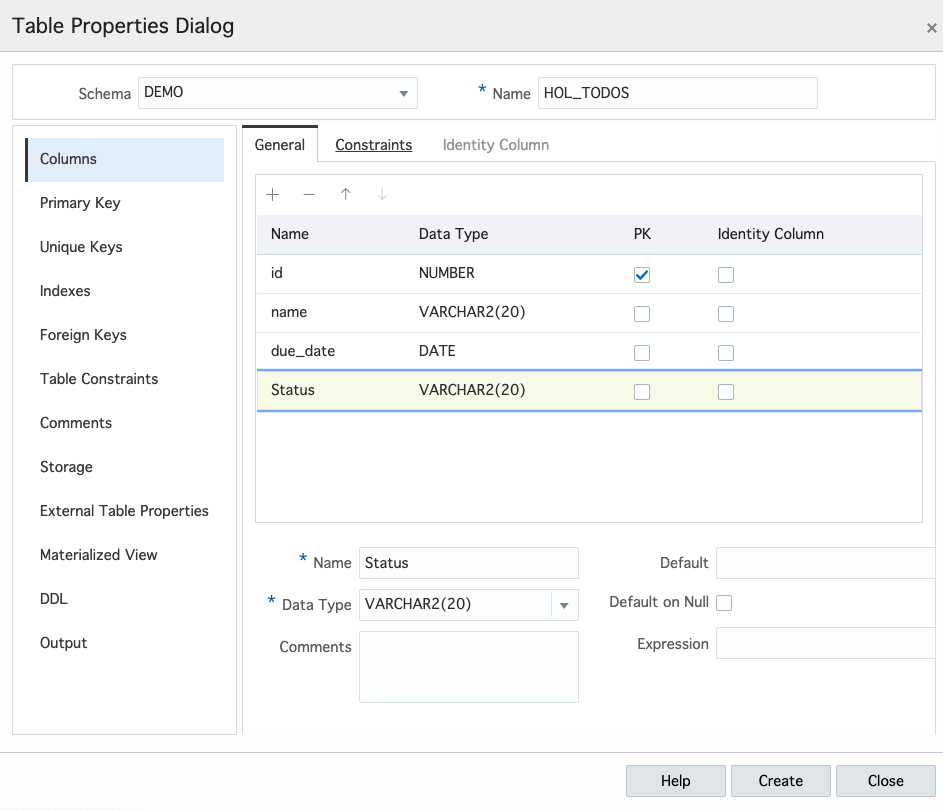 Table Properties Dialog
×
Schema DEMO * Name HOL_TODOS
Columns
Primary Key
Unique Keys
Indexes
Foreign Keys
Table Constraints
Comments
Storage
External Table Properties
Materialized View
DDL
Output
General Constraints Identity Column
Name Data Type PK Identity Column
id NUMBER
name VARCHAR2(20)
due_date DATE
Status VARCHAR2(20)
* Name Status Default
* Data Type VARCHAR2(20) Default on Null
Comments Expression
Help Create Close